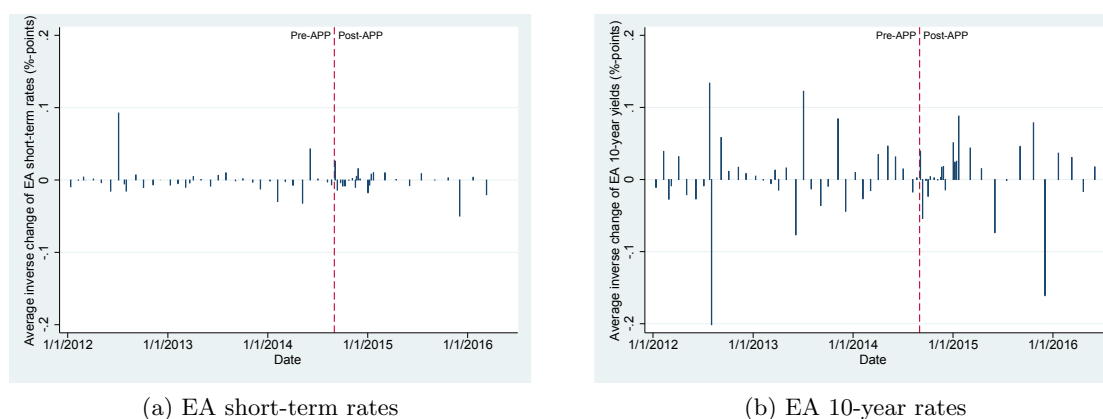 Average inverse change of EA short-term rates (%-points)
.2
.1
0
-.1
-.2
Pre-APP Post-APP
1/1/2012 1/1/2013 1/1/2014 1/1/2015 1/1/2016
Date
(a) EA short-term rates
Average inverse change of EA 10-year yields (%-points)
.2
.1
0
-.1
-.2
Pre-APP Post-APP
1/1/2012 1/1/2013 1/1/2014 1/1/2015 1/1/2016
Date
(b) EA 10-year rates